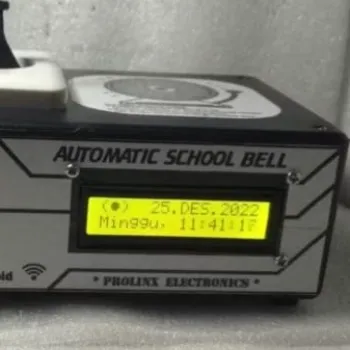 AUTOMATIC SCHOOL BELL
(●) 25.DES.2022
Minggu, 11:41:17
* PROLINX ELECTRONICS *